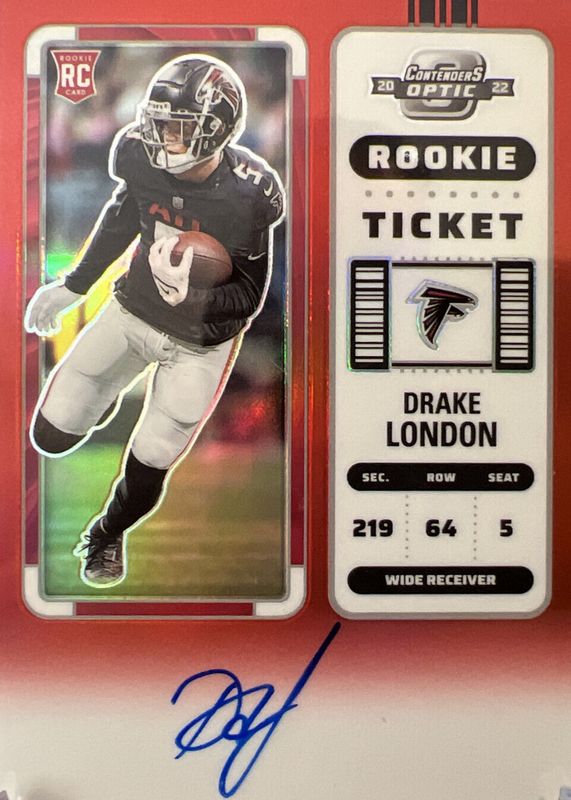 ROOKIE
RC
CARD
CONTENDERS
20 OPTIC 22
ROOKIE
TICKET
5
DRAKE
LONDON
SEC. ROW SEAT
219 64 5
WIDE RECEIVER